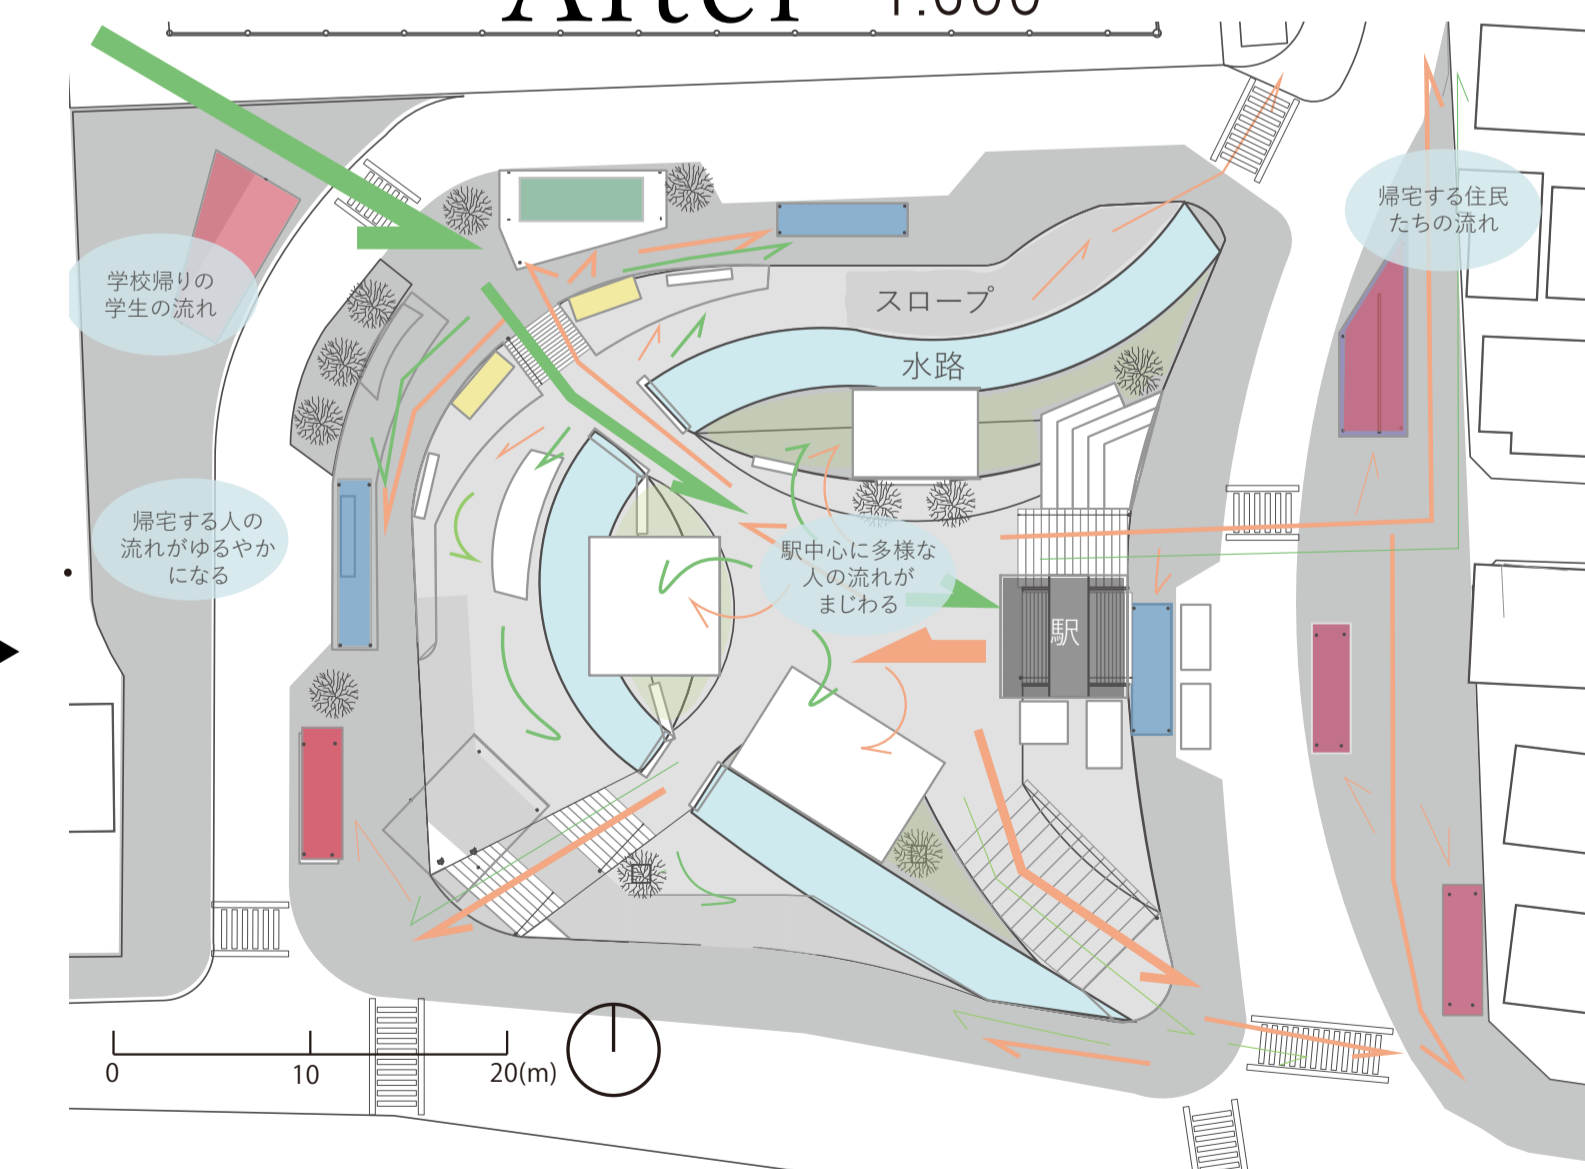 After 1:600
帰宅する住民
たちの流れ
学校帰りの
学生の流れ
スロープ
水路
帰宅する人の
流れがゆるやか
になる
駅中心に多様な
人の流れが
まじわる
駅
0 10 20(m)